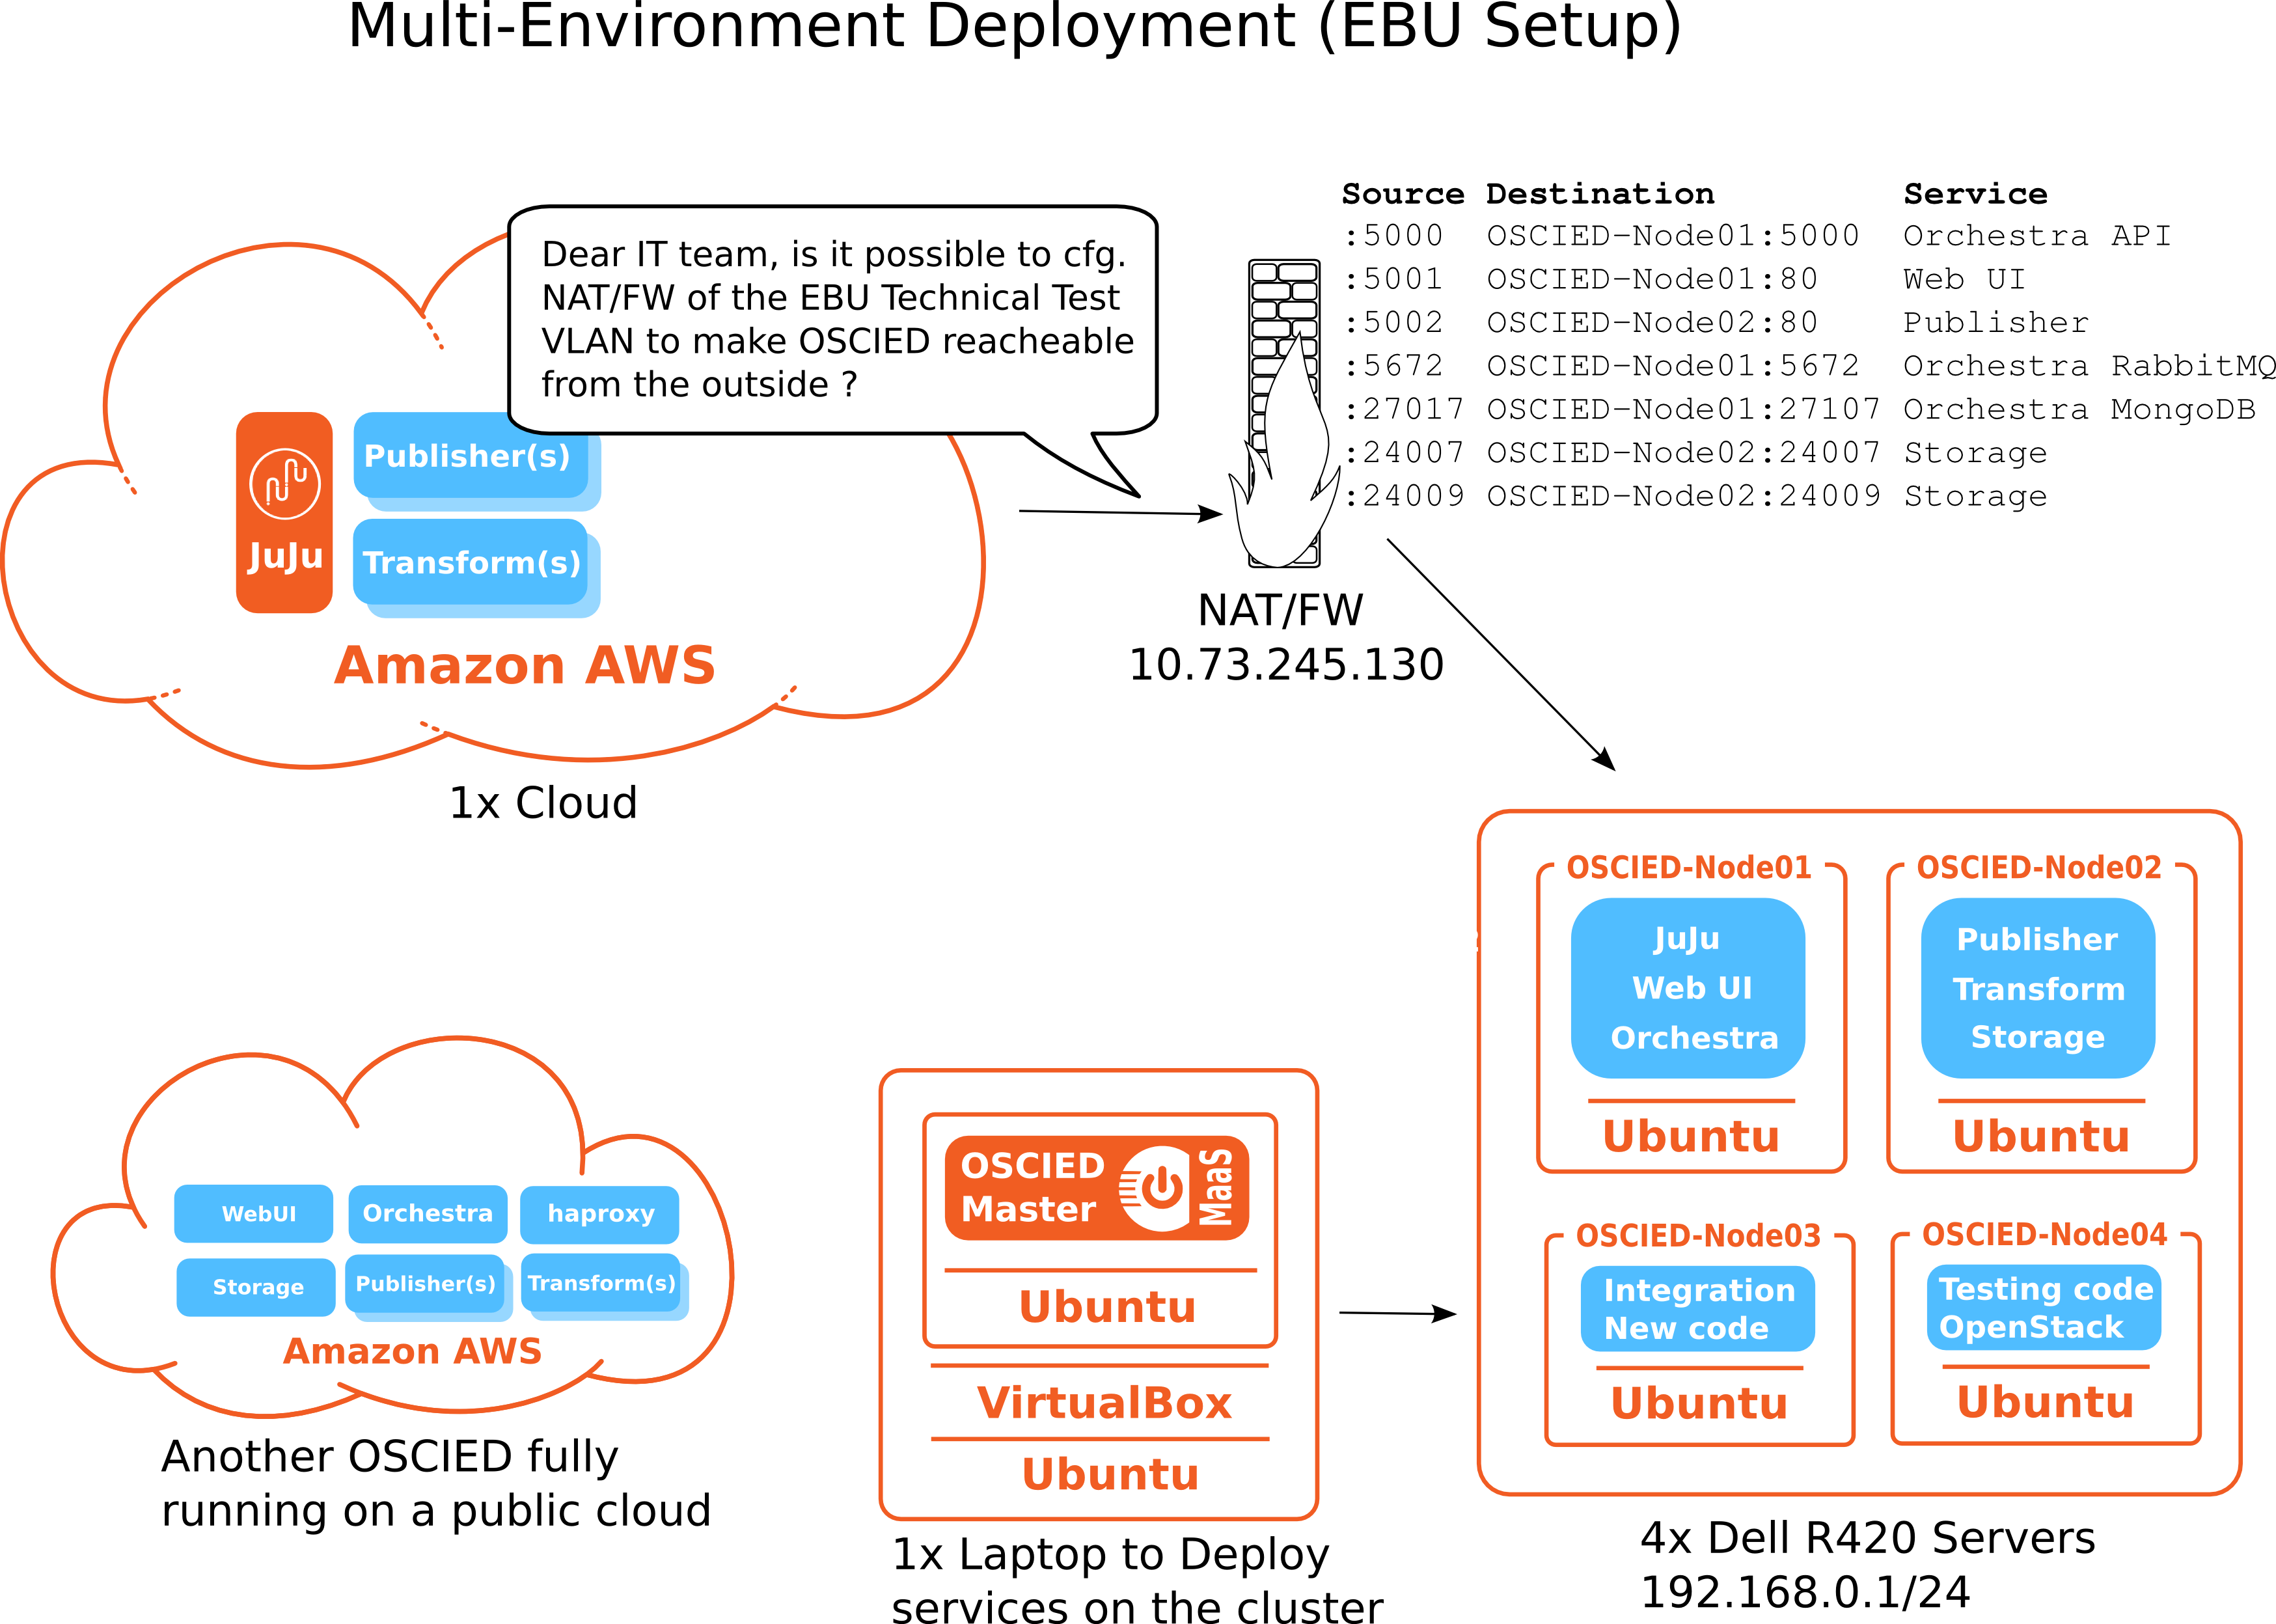 Multi-Environment Deployment (EBU Setup)
Source Destination Service
:5000 OSCIED-Node01:5000 Orchestra API
:5001 OSCIED-Node01:80 Web UI
:5002 OSCIED-Node02:80 Publisher
:5672 OSCIED-Node01:5672 Orchestra RabbitMQ
:27017 OSCIED-Node01:27107 Orchestra MongoDB
:24007 OSCIED-Node02:24007 Storage
:24009 OSCIED-Node02:24009 Storage
Dear IT team, is it possible to cfg.
NAT/FW of the EBU Technical Test
VLAN to make OSCIED reacheable
from the outside ?
JuJu
Publisher(s)
Transform(s)
Amazon AWS
1x Cloud
NAT/FW
10.73.245.130
OSCIED-Node01
JuJu
Web UI
Orchestra
Ubuntu
OSCIED-Node02
Publisher
Transform
Storage
Ubuntu
OSCIED-Node03
Integration
New code
Ubuntu
OSCIED-Node04
Testing code
OpenStack
Ubuntu
4x Dell R420 Servers
192.168.0.1/24
WebUI
Orchestra
haproxy
Storage
Publisher(s)
Transform(s)
Amazon AWS
Another OSCIED fully
running on a public cloud
OSCIED
Master
MaaS
Ubuntu
VirtualBox
Ubuntu
1x Laptop to Deploy
services on the cluster